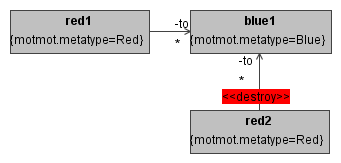 red1
{motmot.metatype=Red}
-to
*
blue1
{motmot.metatype=Blue}
-to
*
<<destroy>>
red2
{motmot.metatype=Red}